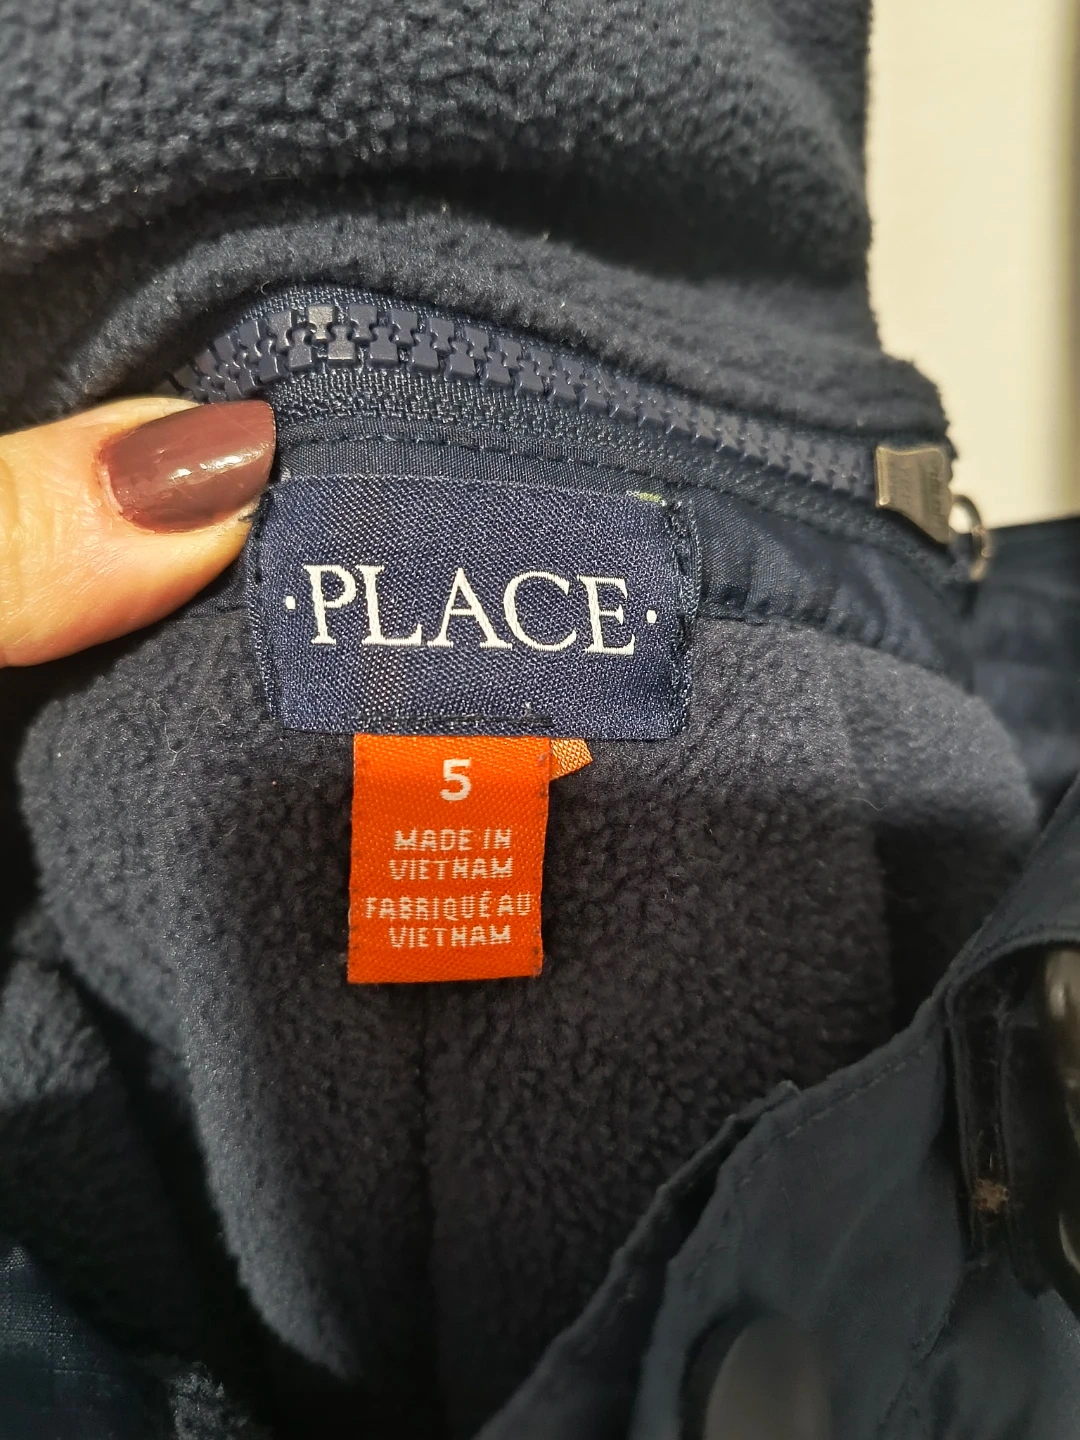 ·PLACE·
5
MADE IN
VIETNAM
FABRIQUÉ AU
VIETNAM